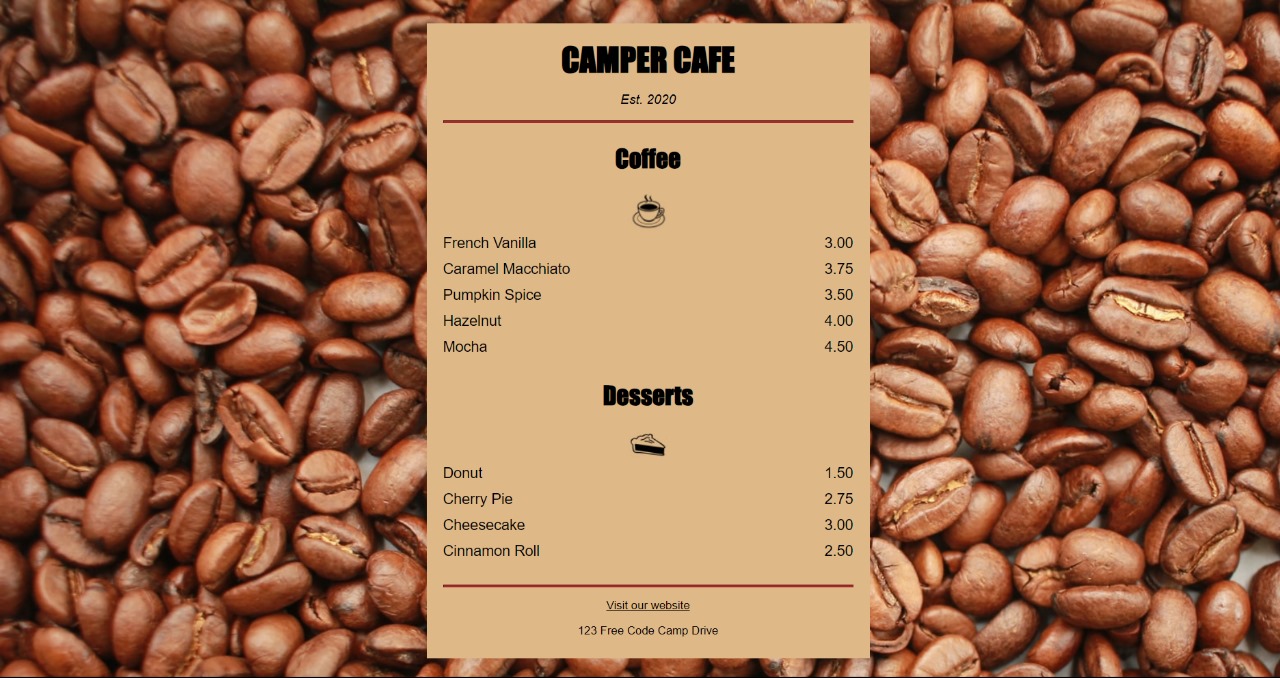 CAMPER CAFE
Est. 2020
Coffee
French Vanilla 3.00
Caramel Macchiato 3.75
Pumpkin Spice 3.50
Hazelnut 4.00
Mocha 4.50
Desserts
Donut 1.50
Cherry Pie 2.75
Cheesecake 3.00
Cinnamon Roll 2.50
Visit our website
123 Free Code Camp Drive